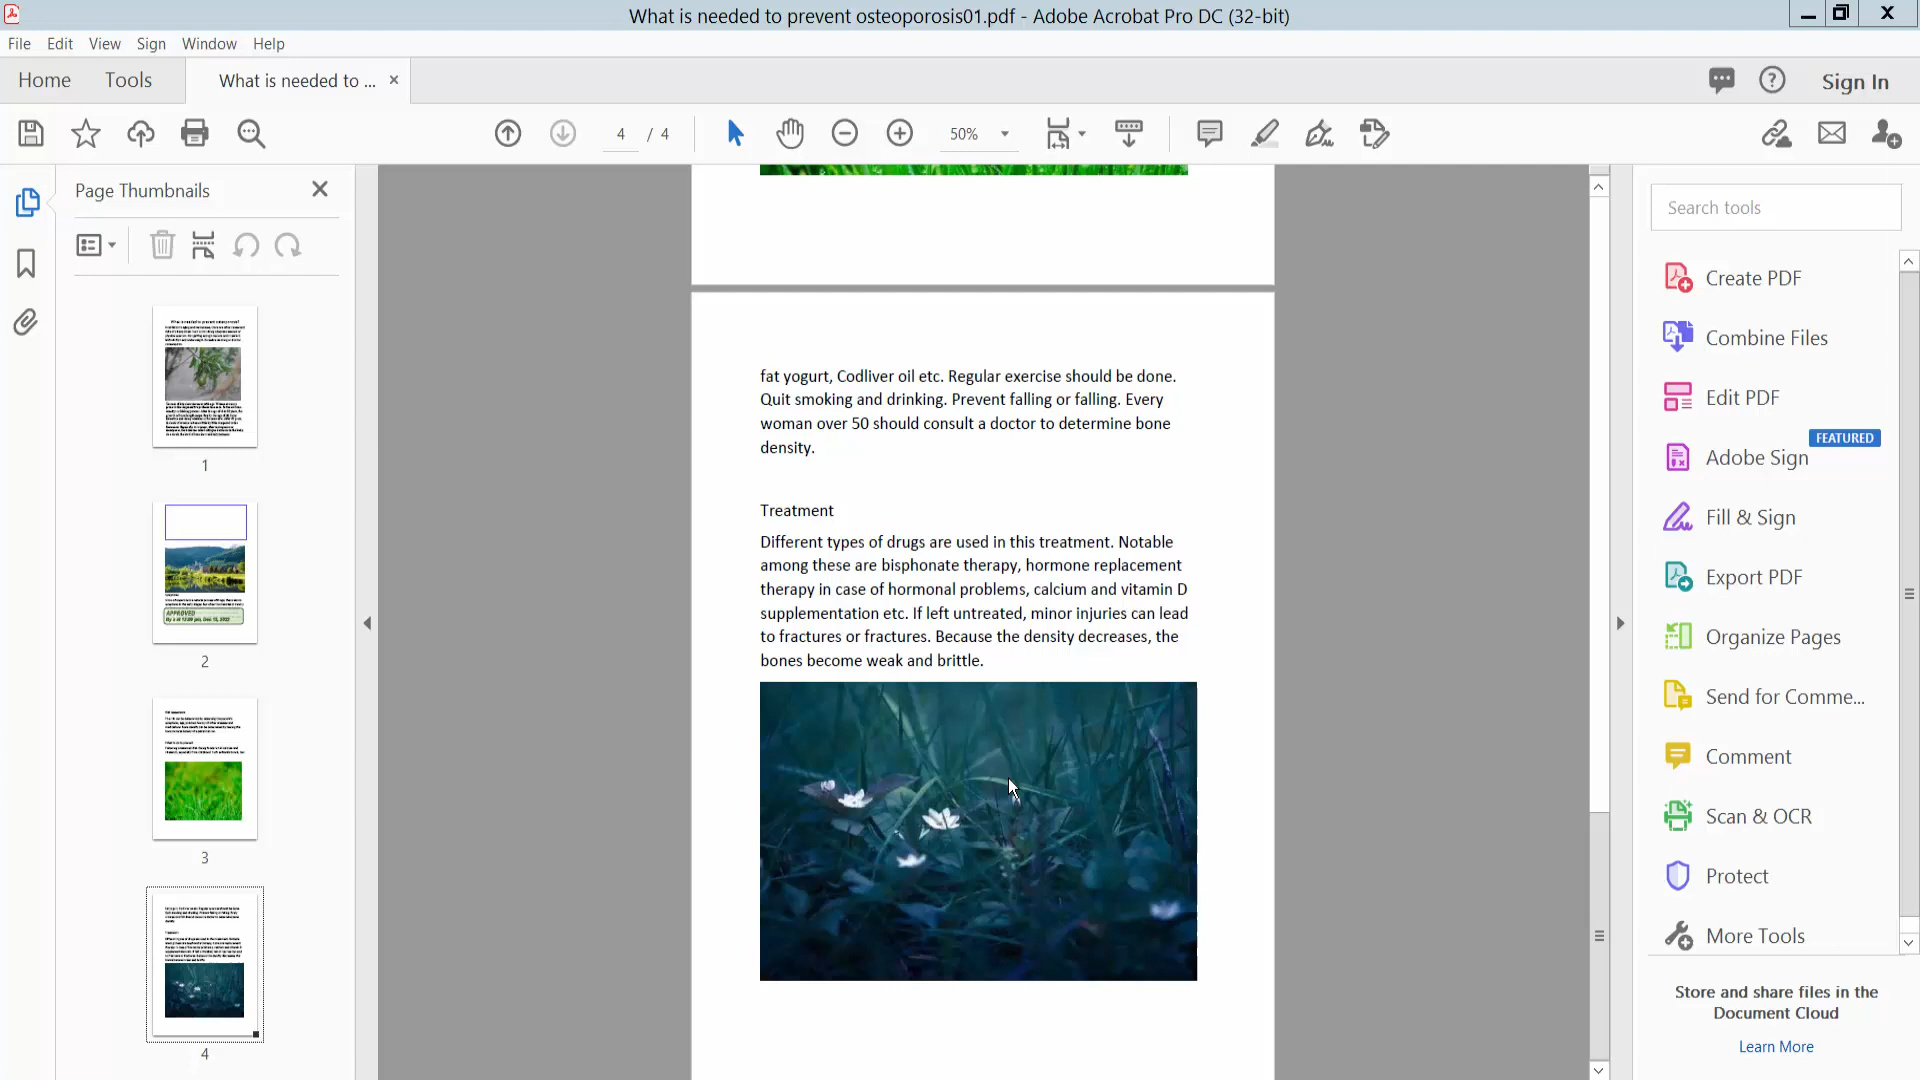 What is needed to prevent osteoporosis01.pdf - Adobe Acrobat Pro DC (32-bit)
File Edit View Sign Window Help
Home Tools What is needed to ... Sign In
4 / 4 50%
Page Thumbnails
1
2
APPROVED
3
4
fat yogurt, Codliver oil etc. Regular exercise should be done.
Quit smoking and drinking. Prevent falling or falling. Every
woman over 50 should consult a doctor to determine bone
density.
Treatment
Different types of drugs are used in this treatment. Notable
among these are bisphonate therapy, hormone replacement
therapy in case of hormonal problems, calcium and vitamin D
supplementation etc. If left untreated, minor injuries can lead
to fractures or fractures. Because the density decreases, the
bones become weak and brittle.
Search tools
Create PDF
Combine Files
Edit PDF
FEATURED
Adobe Sign
Fill & Sign
Export PDF
Organize Pages
Send for Comme...
Comment
Scan & OCR
Protect
More Tools
Store and share files in the
Document Cloud
Learn More